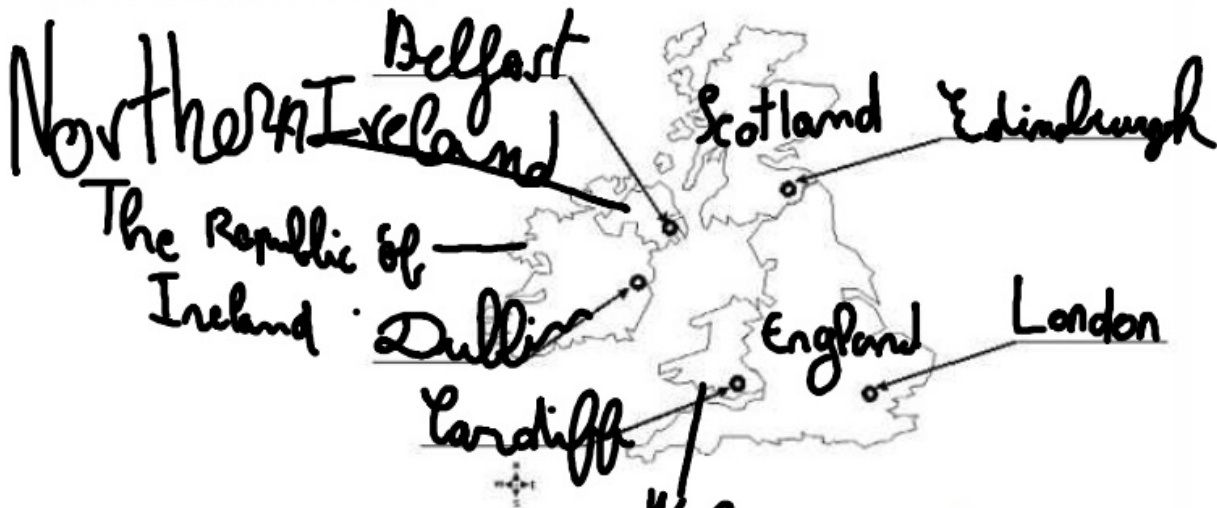 Belfast
Northern Ireland
Scotland
Edinburgh
The Republic of
Ireland
Dublin
England
London
Cardiff
N
W E
S